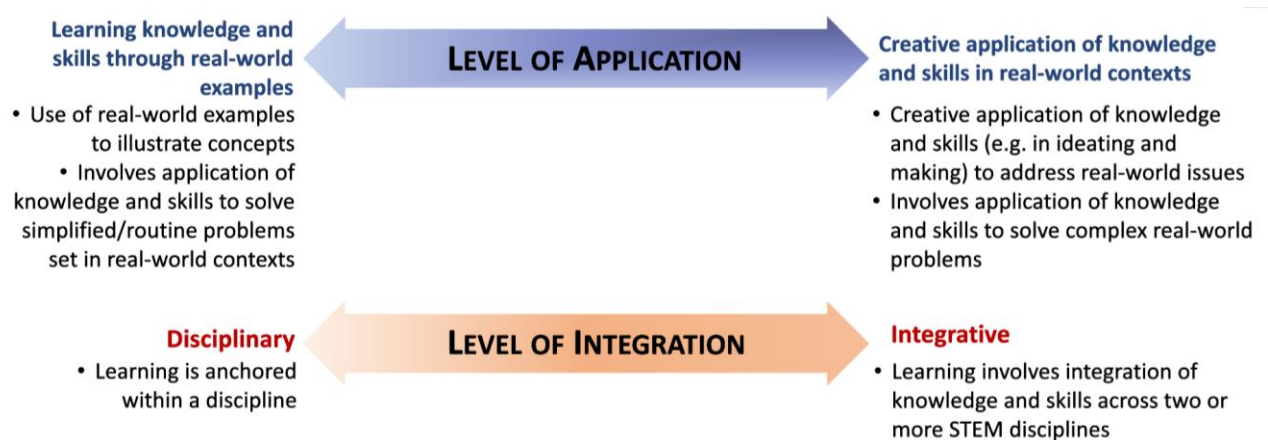 Learning knowledge and
skills through real-world
examples
• Use of real-world examples
to illustrate concepts
• Involves application of
knowledge and skills to solve
simplified/routine problems
set in real-world contexts
LEVEL OF APPLICATION
Creative application of knowledge
and skills in real-world contexts
• Creative application of knowledge
and skills (e.g. in ideating and
making) to address real-world issues
• Involves application of knowledge
and skills to solve complex real-world
problems
Disciplinary
• Learning is anchored
within a discipline
LEVEL OF INTEGRATION
Integrative
• Learning involves integration of
knowledge and skills across two or
more STEM disciplines